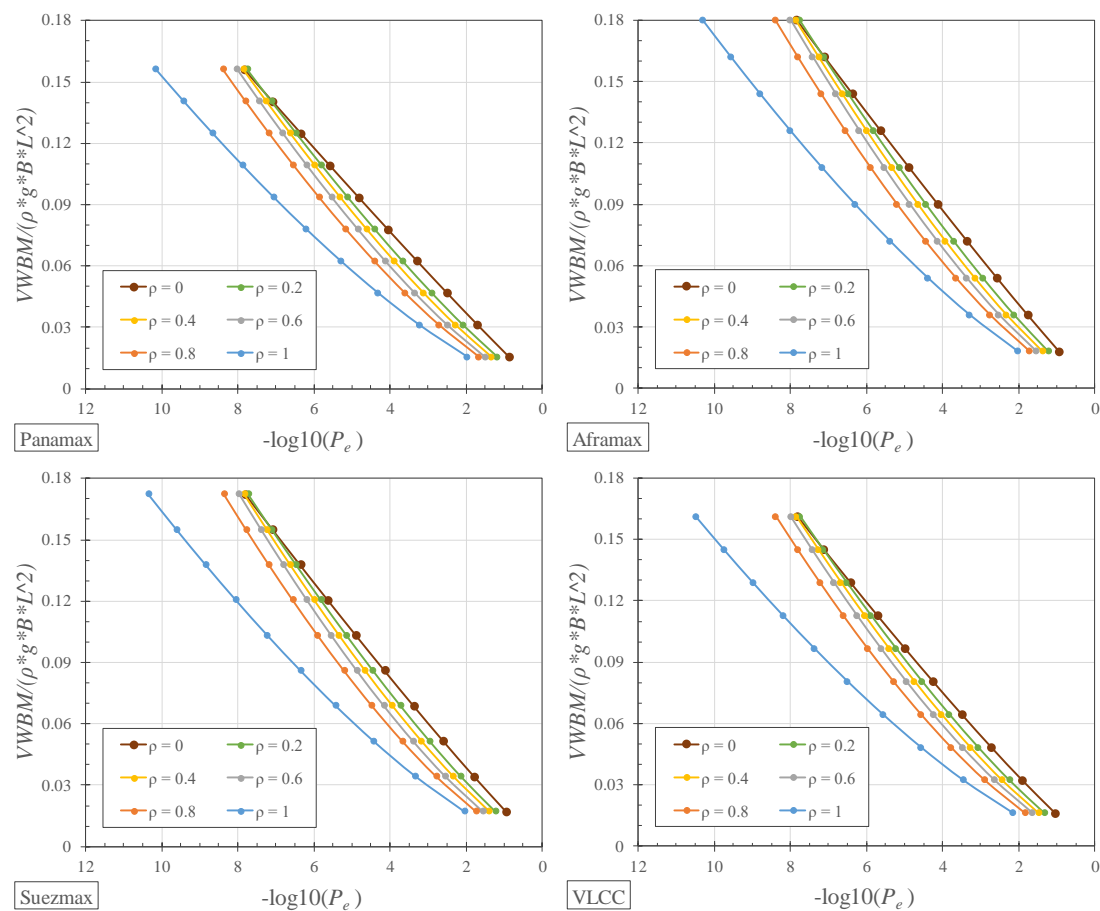 0.18
0.15
0.12
0.09
0.06
0.03
0
VWBM/(ρ*g*B*L^2)
ρ = 0
ρ = 0.2
ρ = 0.4
ρ = 0.6
ρ = 0.8
ρ = 1
12 10 8 6 4 2 0
Panamax
-log10(P_e)
0.18
0.15
0.12
0.09
0.06
0.03
0
VWBM/(ρ*g*B*L^2)
ρ = 0
ρ = 0.2
ρ = 0.4
ρ = 0.6
ρ = 0.8
ρ = 1
12 10 8 6 4 2 0
Aframax
-log10(P_e)
0.18
0.15
0.12
0.09
0.06
0.03
0
VWBM/(ρ*g*B*L^2)
ρ = 0
ρ = 0.2
ρ = 0.4
ρ = 0.6
ρ = 0.8
ρ = 1
12 10 8 6 4 2 0
Suezmax
-log10(P_e)
0.18
0.15
0.12
0.09
0.06
0.03
0
VWBM/(ρ*g*B*L^2)
ρ = 0
ρ = 0.2
ρ = 0.4
ρ = 0.6
ρ = 0.8
ρ = 1
12 10 8 6 4 2 0
VLCC
-log10(P_e)